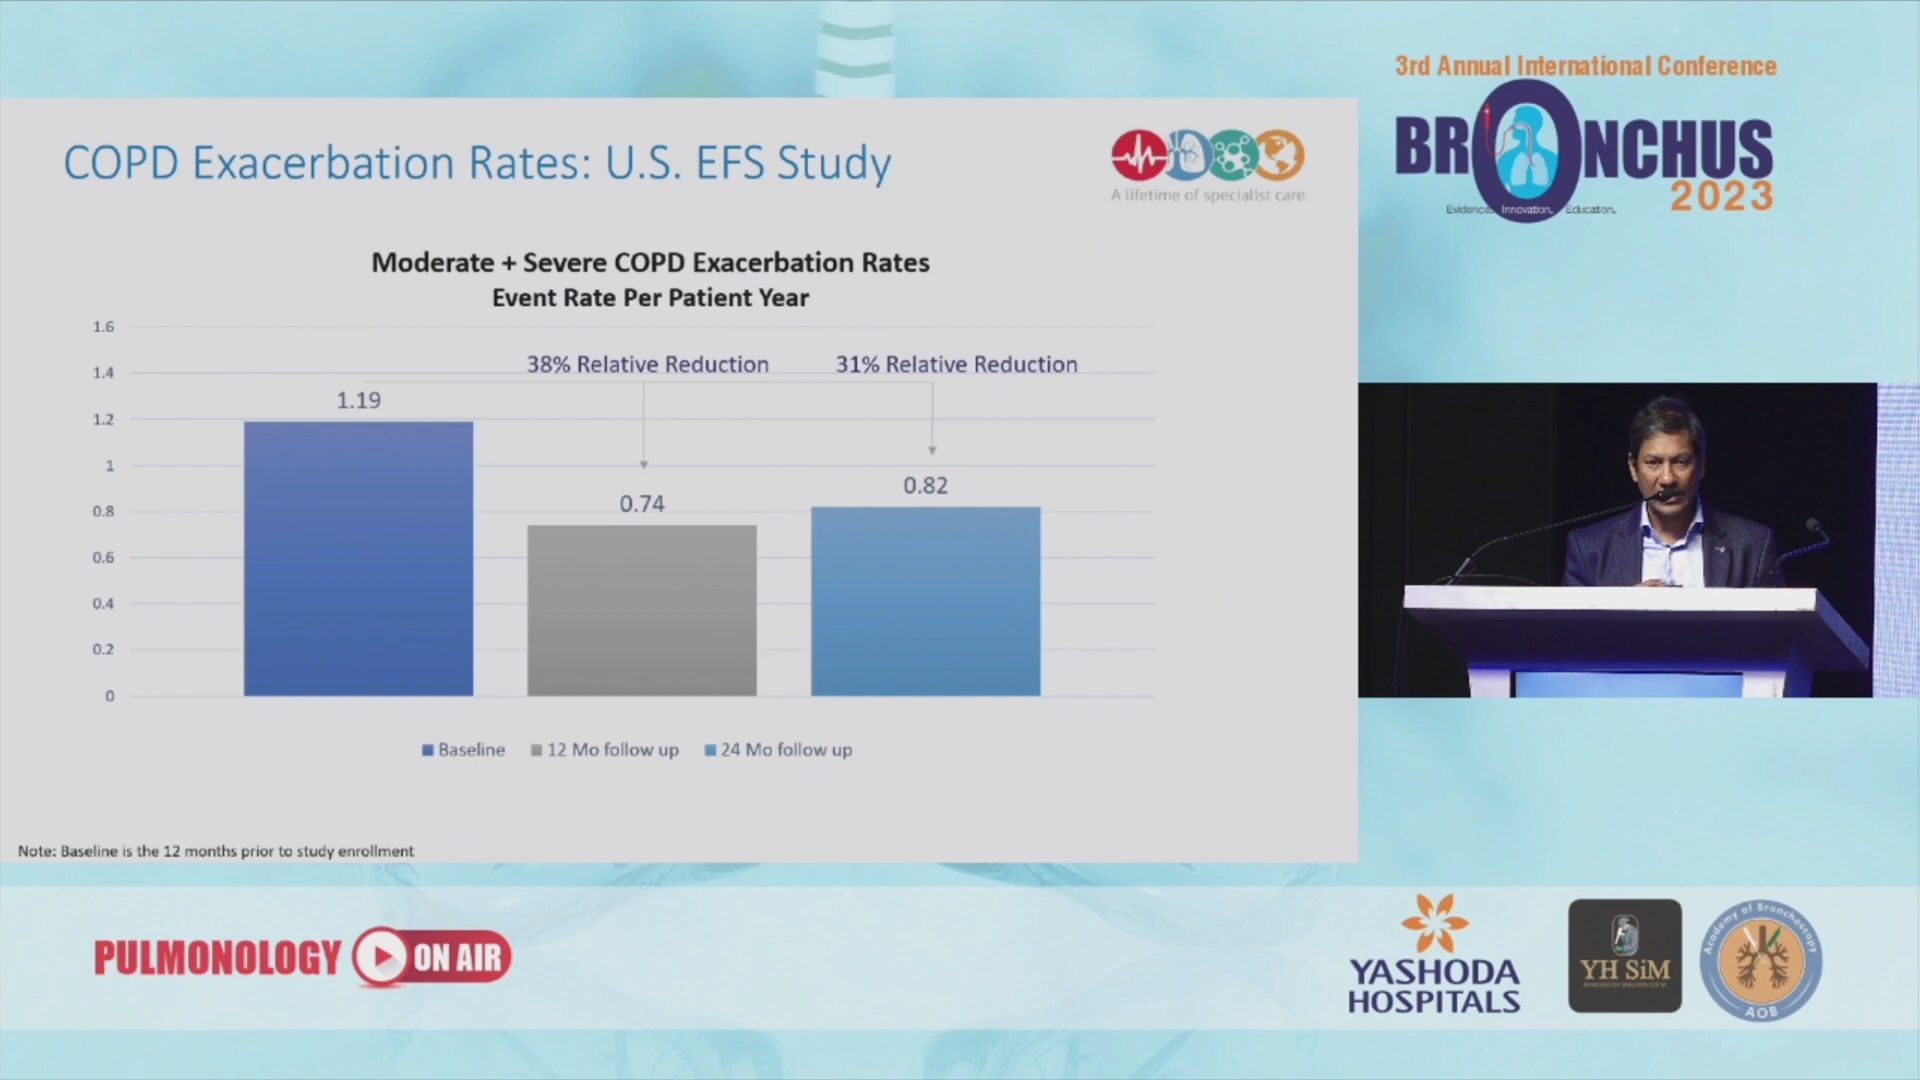 3rd Annual International Conference
BRONCHUS
2023
Evidence. Innovation. Education.
COPD Exacerbation Rates: U.S. EFS Study
A lifetime of specialist care
Moderate + Severe COPD Exacerbation Rates
Event Rate Per Patient Year
1.6
1.4
1.2
1
0.8
0.6
0.4
0.2
0
38% Relative Reduction
31% Relative Reduction
1.19
0.74
0.82
Baseline
12 Mo follow up
24 Mo follow up
Note: Baseline is the 12 months prior to study enrollment
PULMONOLOGY ON AIR
YASHODA
HOSPITALS
YH SiM
Academy of Bronchoscopy
AOB